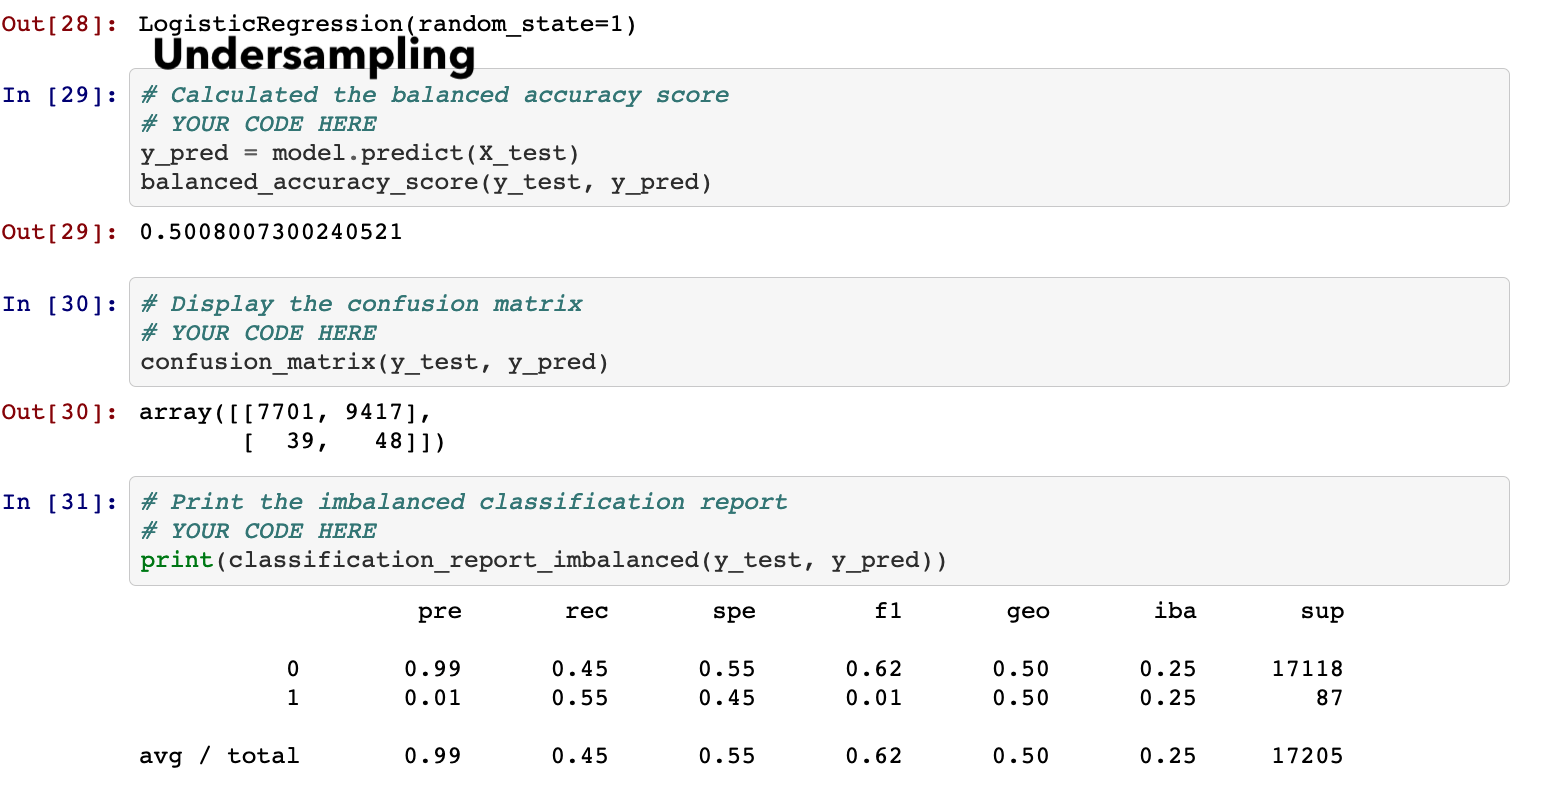 Out[28]: LogisticRegression(random_state=1)
Undersampling
In [29]: # Calculated the balanced accuracy score
# YOUR CODE HERE
y_pred = model.predict(X_test)
balanced_accuracy_score(y_test, y_pred)
Out[29]: 0.5008007300240521
In [30]: # Display the confusion matrix
# YOUR CODE HERE
confusion_matrix(y_test, y_pred)
Out[30]: array([[7701, 9417],
[  39,   48]])
In [31]: # Print the imbalanced classification report
# YOUR CODE HERE
print(classification_report_imbalanced(y_test, y_pred))
pre rec spe f1 geo iba sup
0 0.99 0.45 0.55 0.62 0.50 0.25 17118
1 0.01 0.55 0.45 0.01 0.50 0.25 87
avg / total 0.99 0.45 0.55 0.62 0.50 0.25 17205